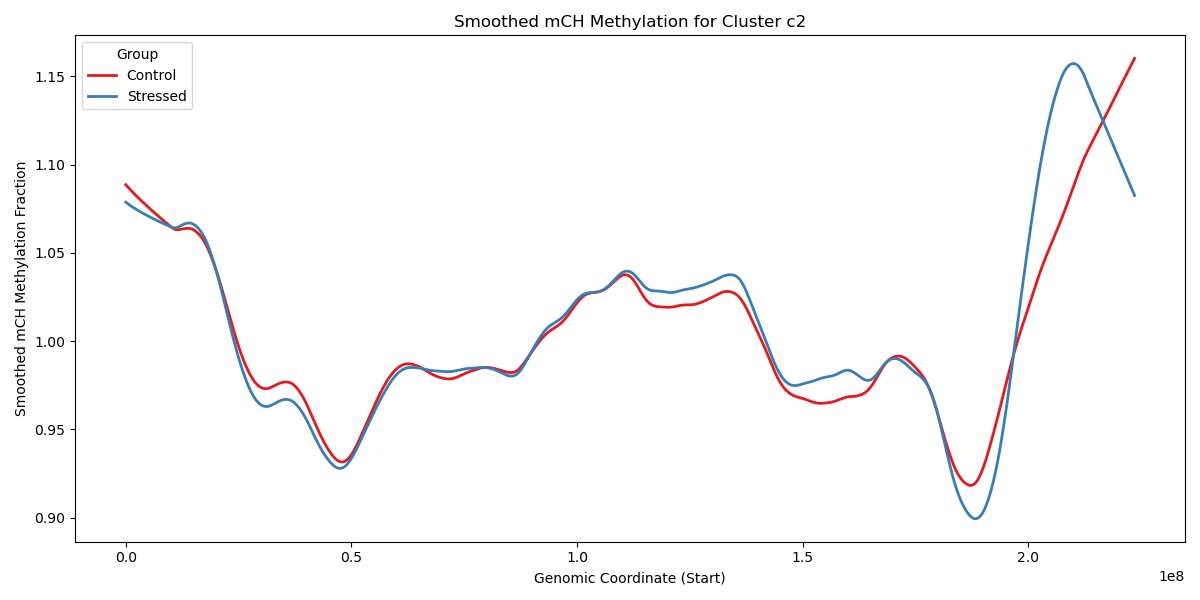 Smoothed mCH Methylation for Cluster c2
Group
Control
Stressed
Smoothed mCH Methylation Fraction
1.15
1.10
1.05
1.00
0.95
0.90
0.0
0.5
1.0
1.5
2.0
1e8
Genomic Coordinate (Start)